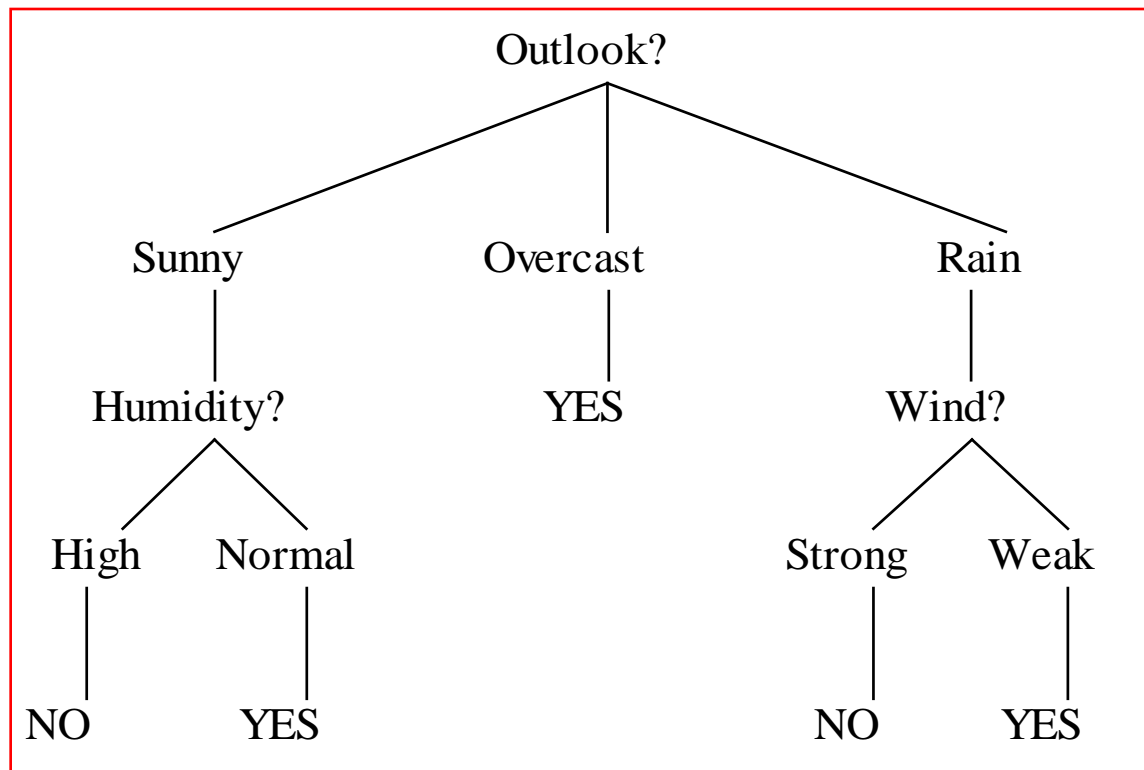 Outlook?
Sunny Overcast Rain
Humidity? YES Wind?
High Normal Strong Weak
NO YES NO YES